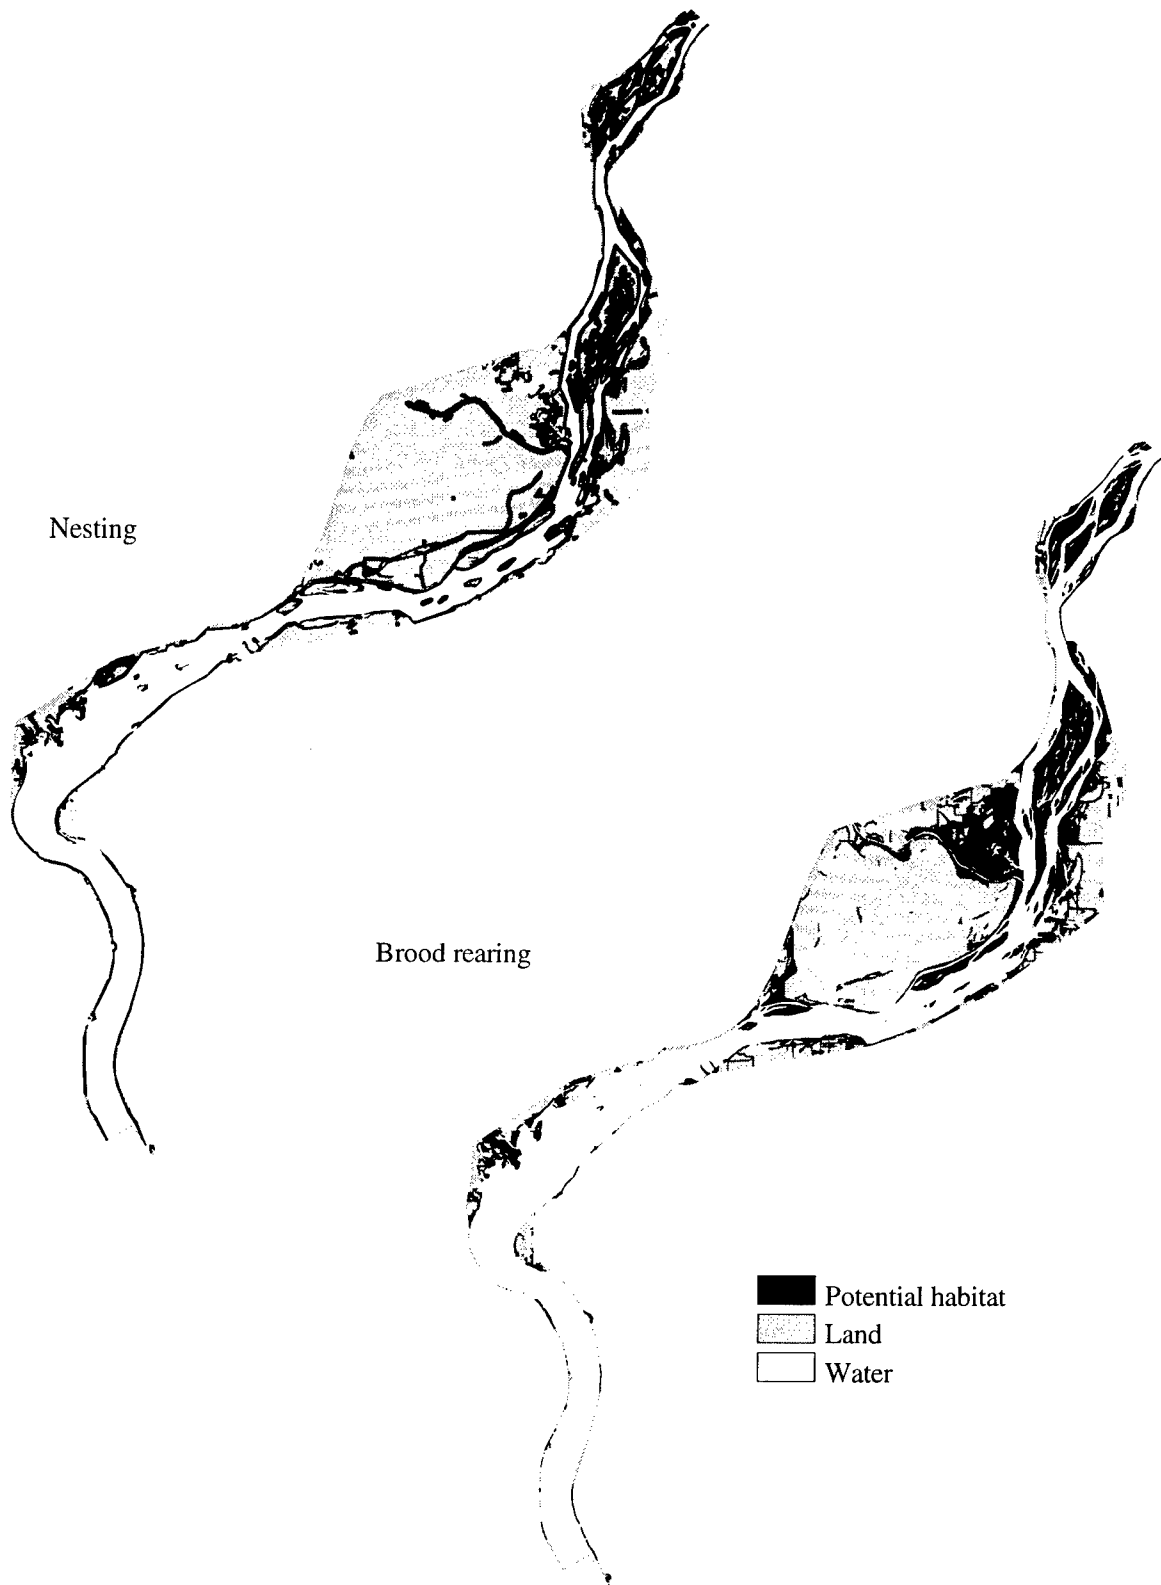 Nesting
Brood rearing
Potential habitat
Land
Water